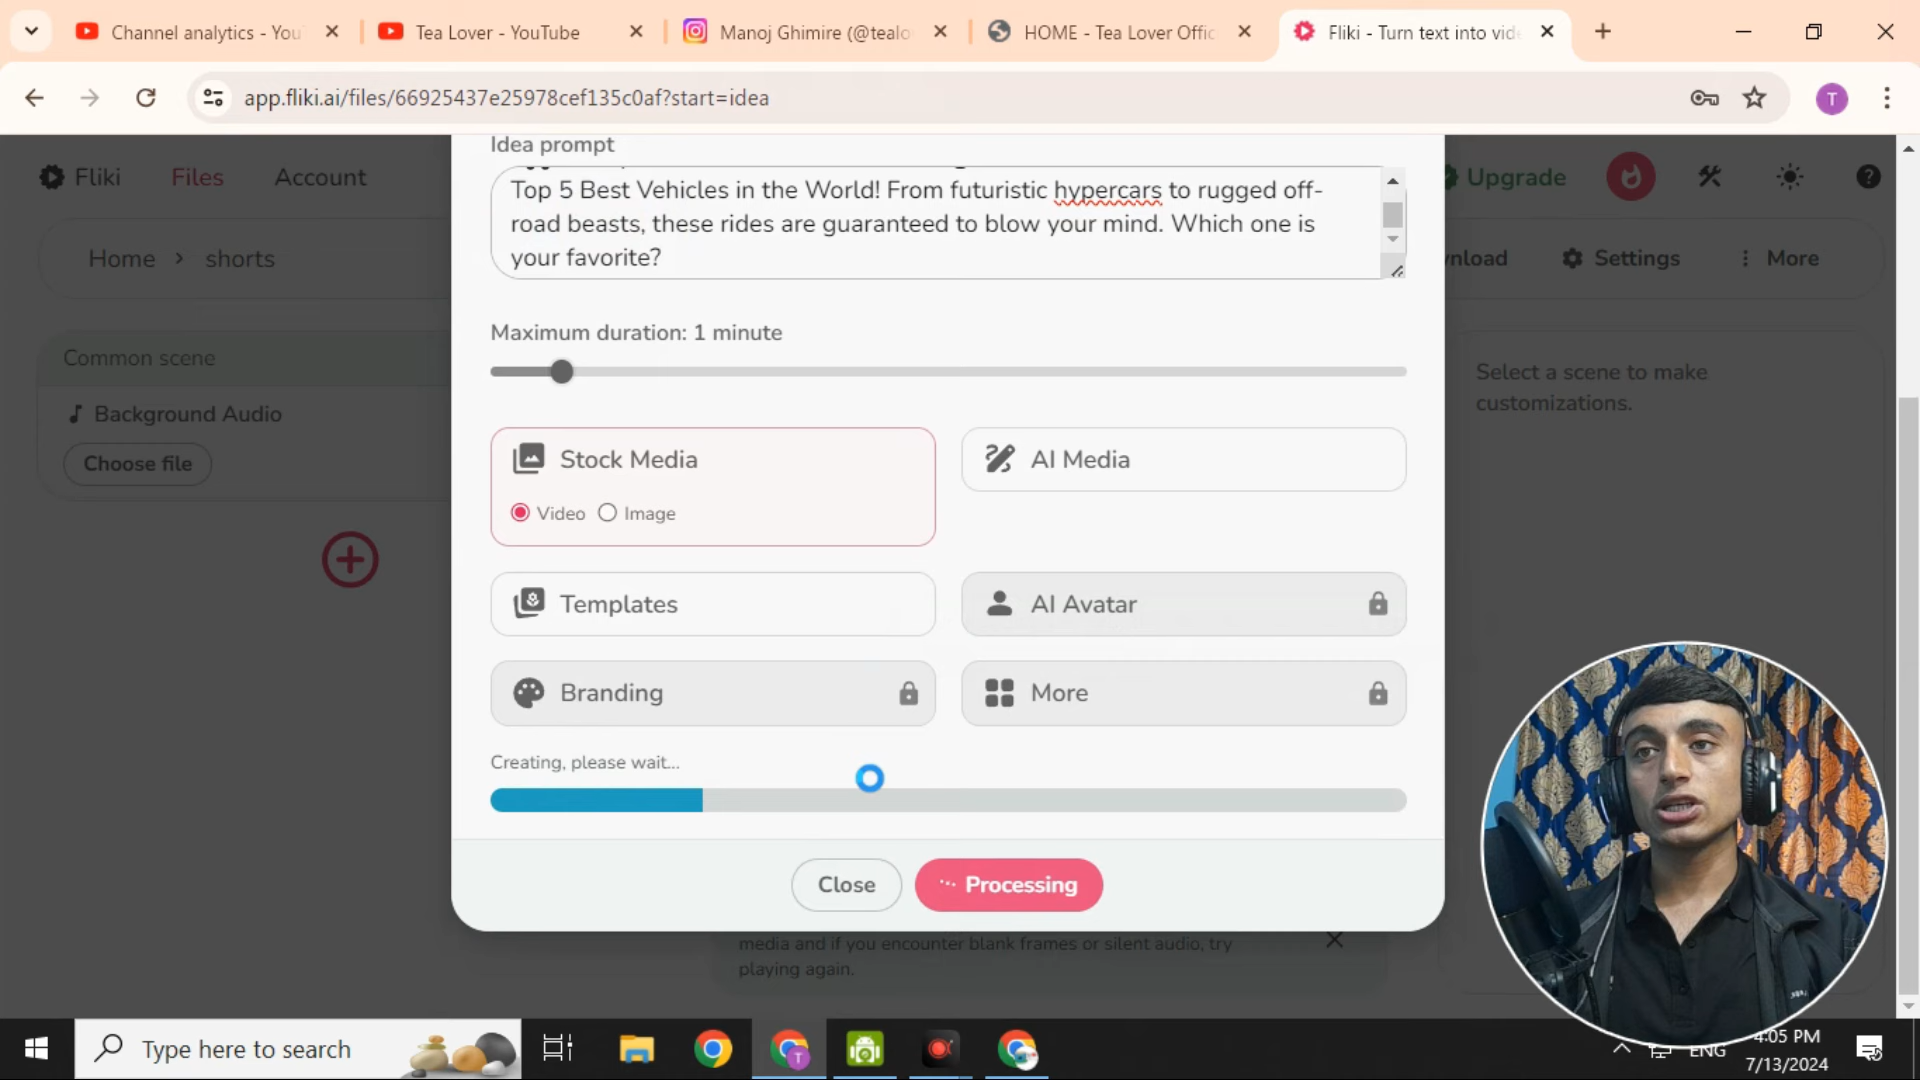 Channel analytics - You
Tea Lover - YouTube
Manoj Ghimire (@tealo
HOME - Tea Lover Offic
Fliki - Turn text into vide
app.fliki.ai/files/66925437e25978cef135c0af?start=idea
T
Fliki
Files
Account
Upgrade
Home > shorts
wnload
Settings
More
Common scene
Background Audio
Choose file
Select a scene to make
customizations.
Idea prompt
Top 5 Best Vehicles in the World! From futuristic hypercars to rugged off-
road beasts, these rides are guaranteed to blow your mind. Which one is
your favorite?
Maximum duration: 1 minute
Stock Media
Video
Image
AI Media
Templates
AI Avatar
Branding
More
Creating, please wait...
Close
Processing
media and if you encounter blank frames or silent audio, try
playing again.
Type here to search
T
ENG
4:05 PM
7/13/2024